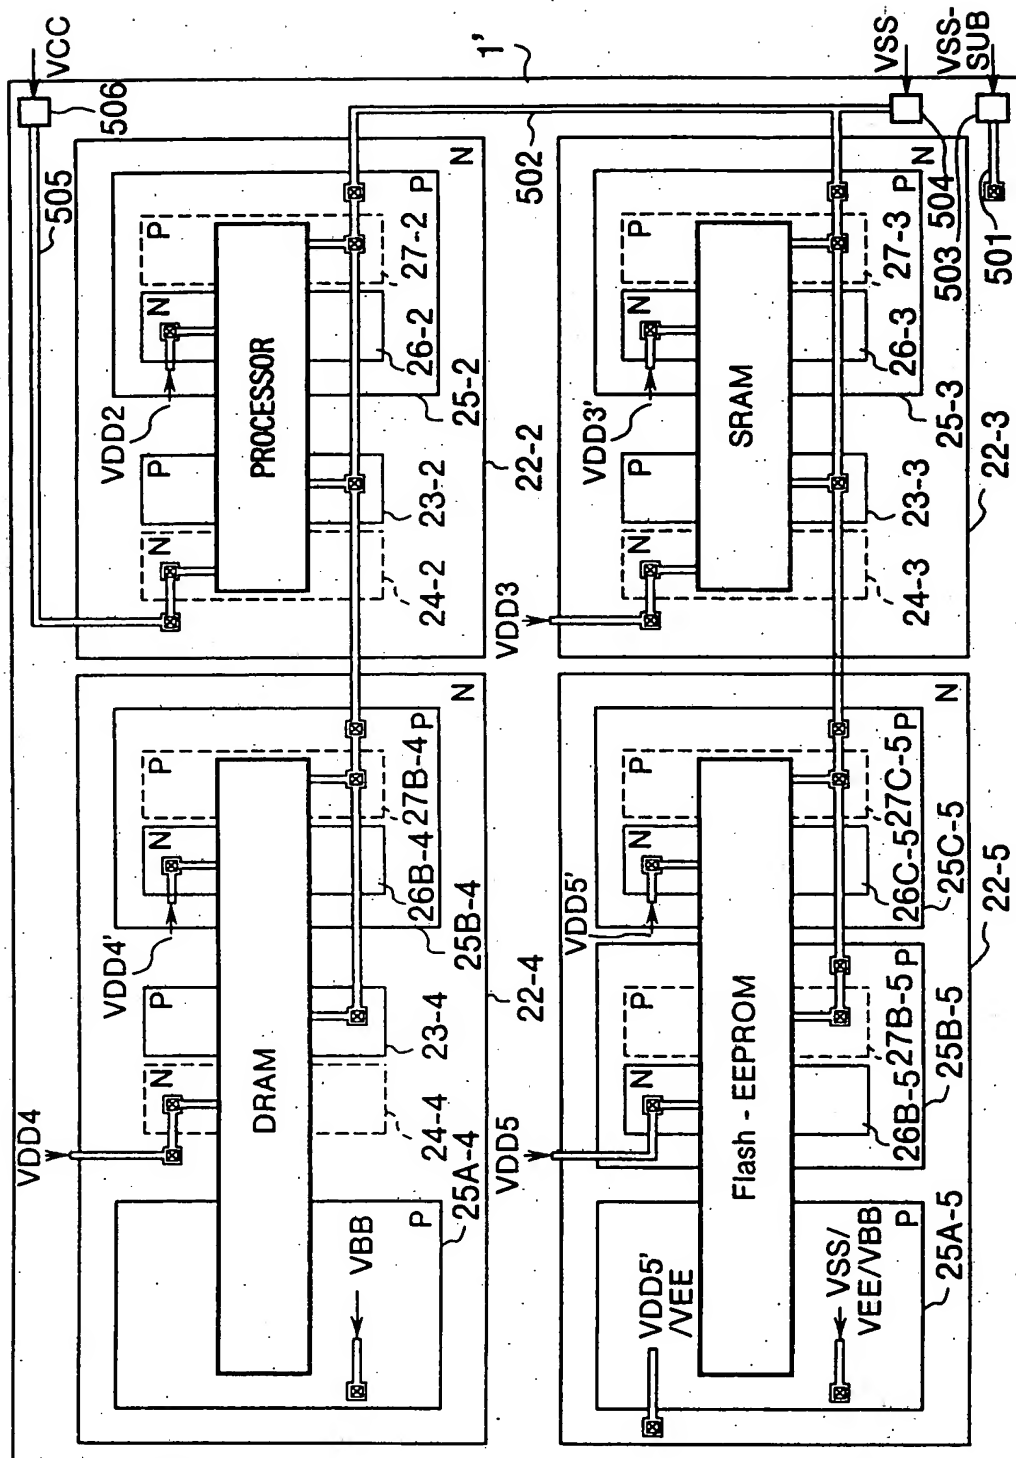 VCC
506
505
1'
VSS
VSS-
SUB
502
504
503
501
N
P
P
27-2
N
26-2
VDD2
25-2
PROCESSOR
P
23-2
22-2
N
24-2
N
P
P
27-3
N
26-3
VDD3'
25-3
SRAM
P
23-3
22-3
N
24-3
VDD3
N
P
P
27B-4
N
26B-4
VDD4'
25B-4
DRAM
P
23-4
22-4
N
24-4
VDD4
25A-4
P
VBB
N
P
P
27C-5
N
26C-5
VDD5'
25C-5
22-5
Flash - EEPROM
P
P
27B-5
N
26B-5
25B-5
VDD5
P
25A-5
VDD5'
/VEE
VSS/
VEE/VBB